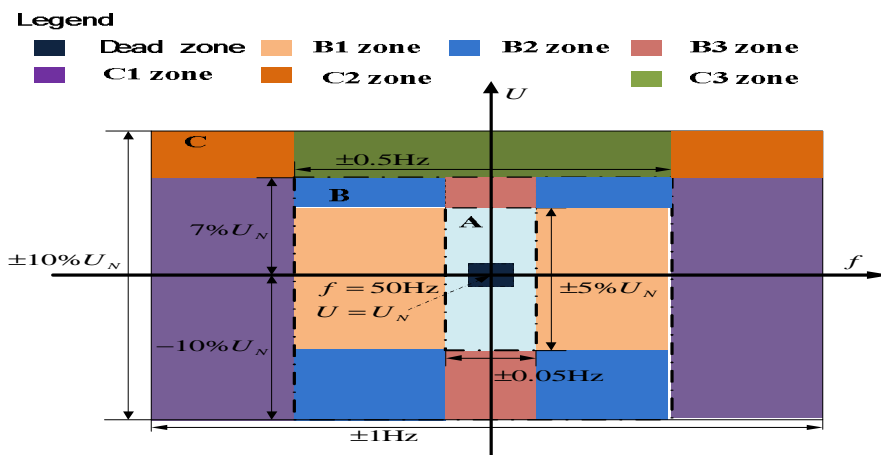 Legend
Dead zone
B1 zone
B2 zone
B3 zone
C1 zone
C2 zone
C3 zone
U
C
±0.5Hz
B
A
7%U_N
±10%U_N
f
f = 50Hz
±5%U_N
U = U_N
−10%U_N
±0.05Hz
±1Hz